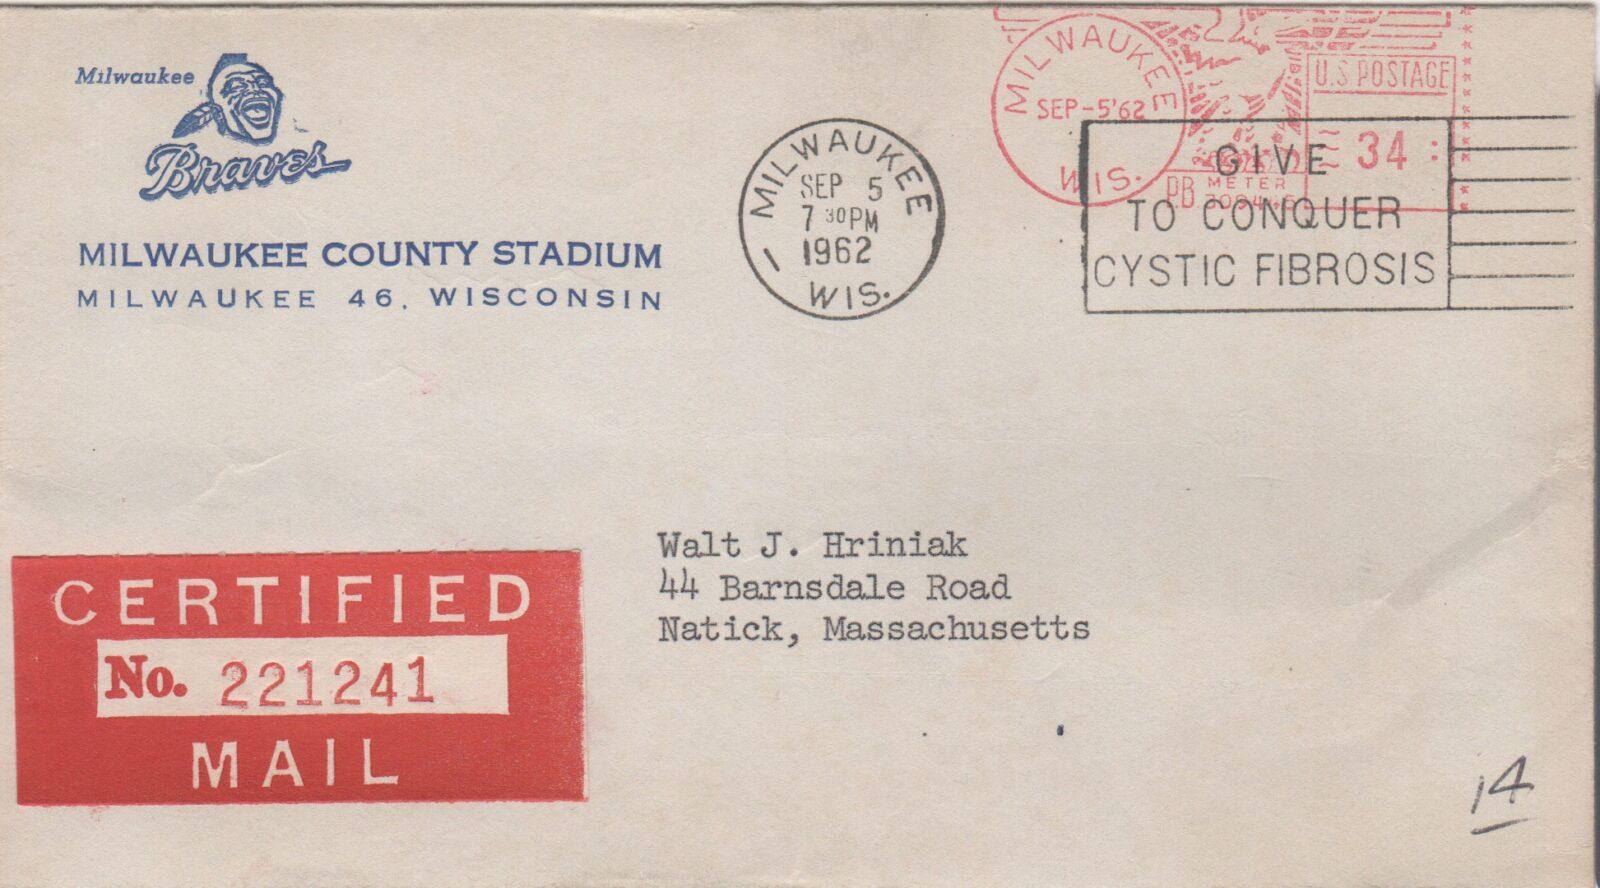 Milwaukee
Braves
MILWAUKEE COUNTY STADIUM
MILWAUKEE 46, WISCONSIN
MILWAUKEE
SEP 5
7 30PM
1962
1
WIS.
MILWAUKEE
SEP-5'62
WIS.
U.S. POSTAGE
34
P.B. METER
GIVE
TO CONQUER
CYSTIC FIBROSIS
Walt J. Hriniak
44 Barnsdale Road
Natick, Massachusetts
CERTIFIED
No. 221241
MAIL
14